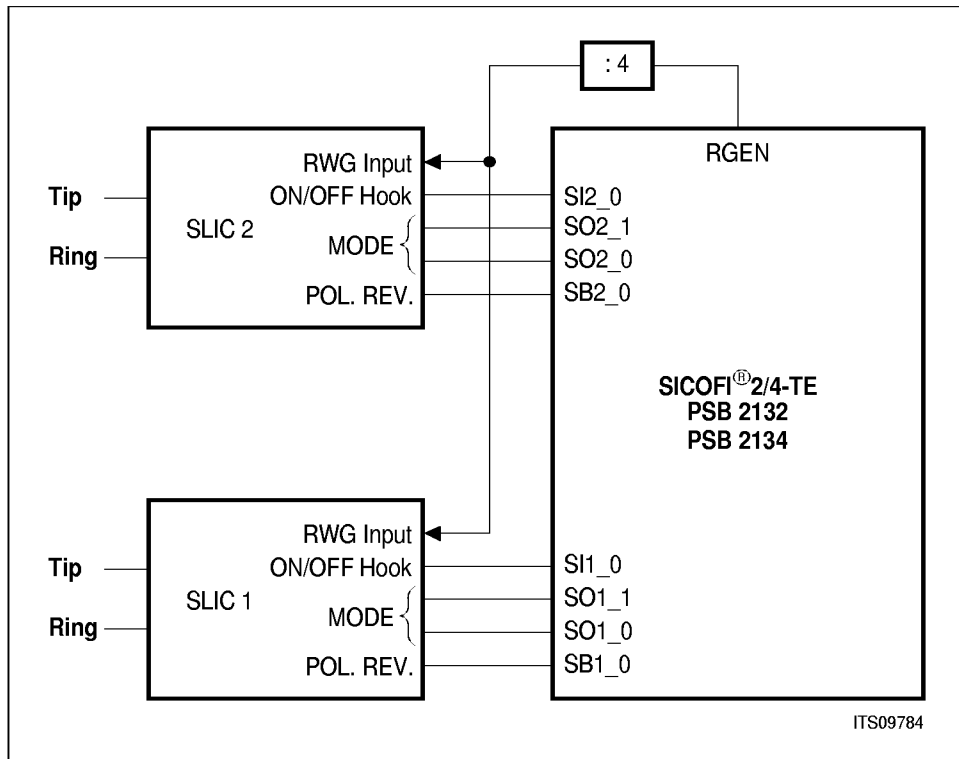 : 4
RGEN
RWG Input
ON/OFF Hook
MODE
POL. REV.
Tip
Ring
SLIC 2
SI2_0
SO2_1
SO2_0
SB2_0
SICOFI®2/4-TE
PSB 2132
PSB 2134
RWG Input
ON/OFF Hook
MODE
POL. REV.
Tip
Ring
SLIC 1
SI1_0
SO1_1
SO1_0
SB1_0
ITS09784